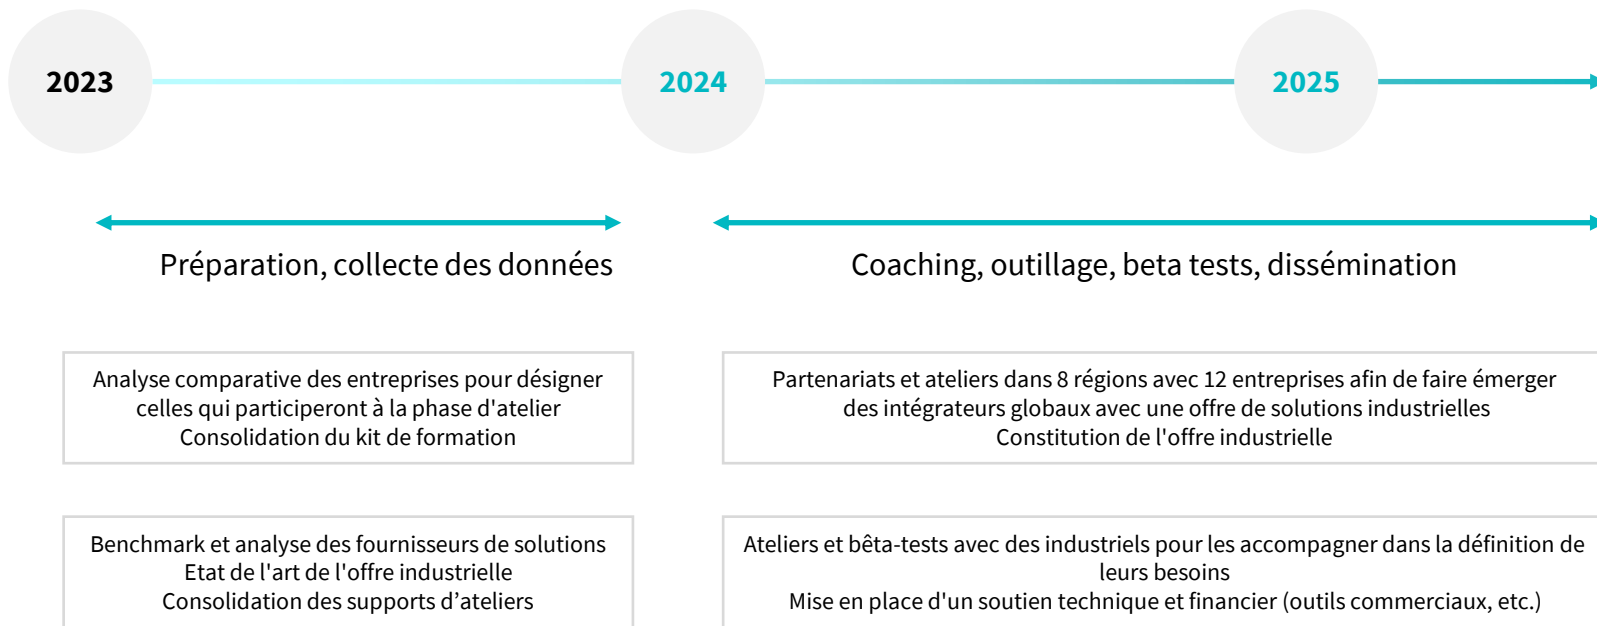 2023
2024
2025
Préparation, collecte des données
Coaching, outillage, beta tests, dissémination
Analyse comparative des entreprises pour désigner
celles qui participeront à la phase d'atelier
Consolidation du kit de formation
Partenariats et ateliers dans 8 régions avec 12 entreprises afin de faire émerger
des intégrateurs globaux avec une offre de solutions industrielles
Constitution de l'offre industrielle
Benchmark et analyse des fournisseurs de solutions
Etat de l'art de l'offre industrielle
Consolidation des supports d’ateliers
Ateliers et bêta-tests avec des industriels pour les accompagner dans la définition de
leurs besoins
Mise en place d'un soutien technique et financier (outils commerciaux, etc.)